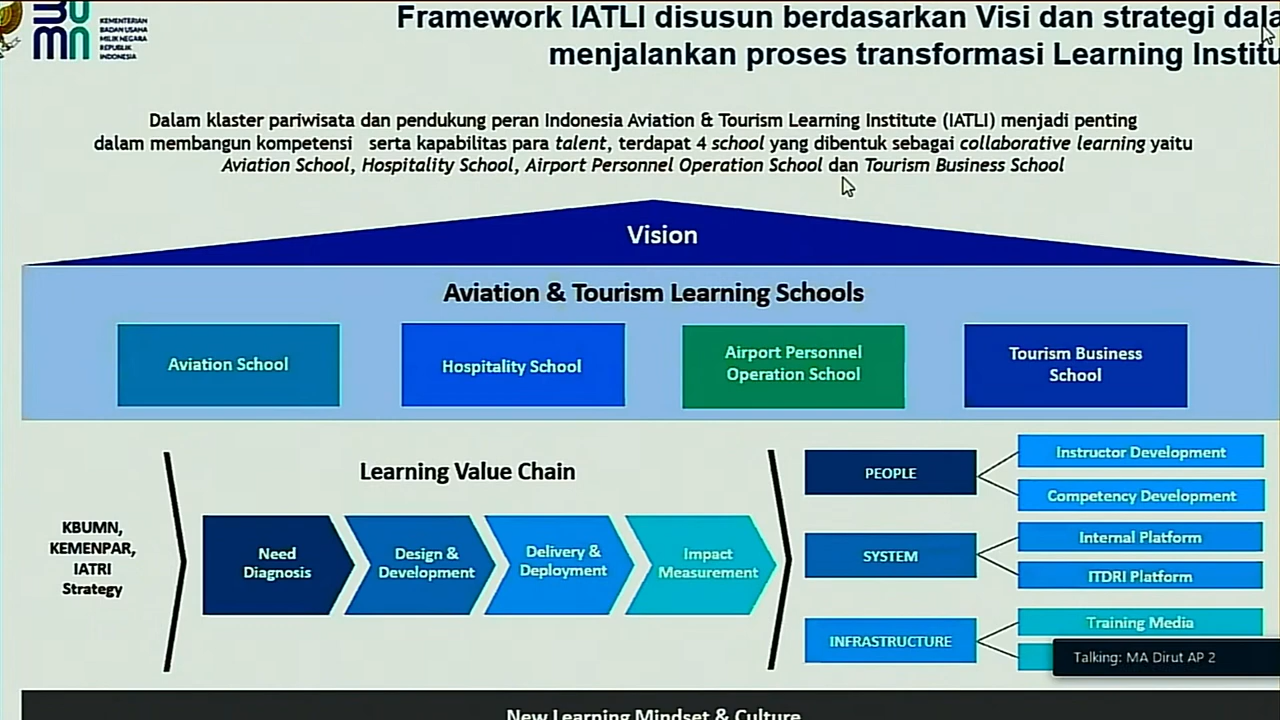 KEMENTERIAN
BADAN USAHA
MILIK NEGARA
REPUBLIK
INDONESIA
Framework IATLI disusun berdasarkan Visi dan strategi dala
menjalankan proses transformasi Learning Institu
Dalam klaster pariwisata dan pendukung peran Indonesia Aviation & Tourism Learning Institute (IATLI) menjadi penting
dalam membangun kompetensi serta kapabilitas para talent, terdapat 4 school yang dibentuk sebagai collaborative learning yaitu
Aviation School, Hospitality School, Airport Personnel Operation School dan Tourism Business School
Vision
Aviation & Tourism Learning Schools
Aviation School
Hospitality School
Airport Personnel
Operation School
Tourism Business
School
KBUMN,
KEMENPAR,
IATRI
Strategy
Learning Value Chain
Need
Diagnosis
Design &
Development
Delivery &
Deployment
Impact
Measurement
PEOPLE
Instructor Development
Competency Development
SYSTEM
Internal Platform
ITDRI Platform
INFRASTRUCTURE
Training Media
Talking: MA Dirut AP 2
New Learning Mindset & Culture